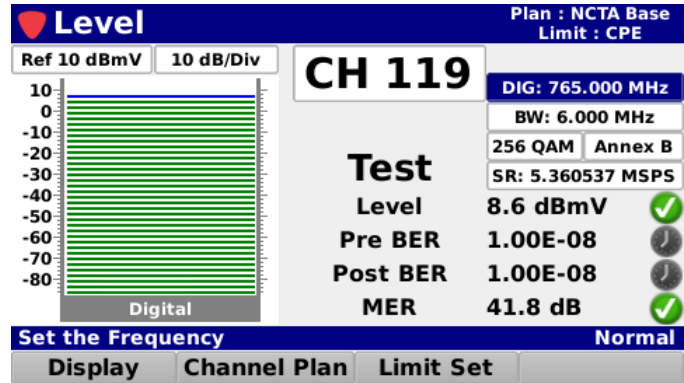 Level
Plan : NCTA Base
Limit : CPE
Ref 10 dBmV
10 dB/Div
CH 119
DIG: 765.000 MHz
BW: 6.000 MHz
256 QAM
Annex B
SR: 5.360537 MSPS
10
0
-10
-20
-30
-40
-50
-60
-70
-80
Digital
Test
Level 8.6 dBmV
Pre BER 1.00E-08
Post BER 1.00E-08
MER 41.8 dB
Set the Frequency
Normal
Display
Channel Plan
Limit Set